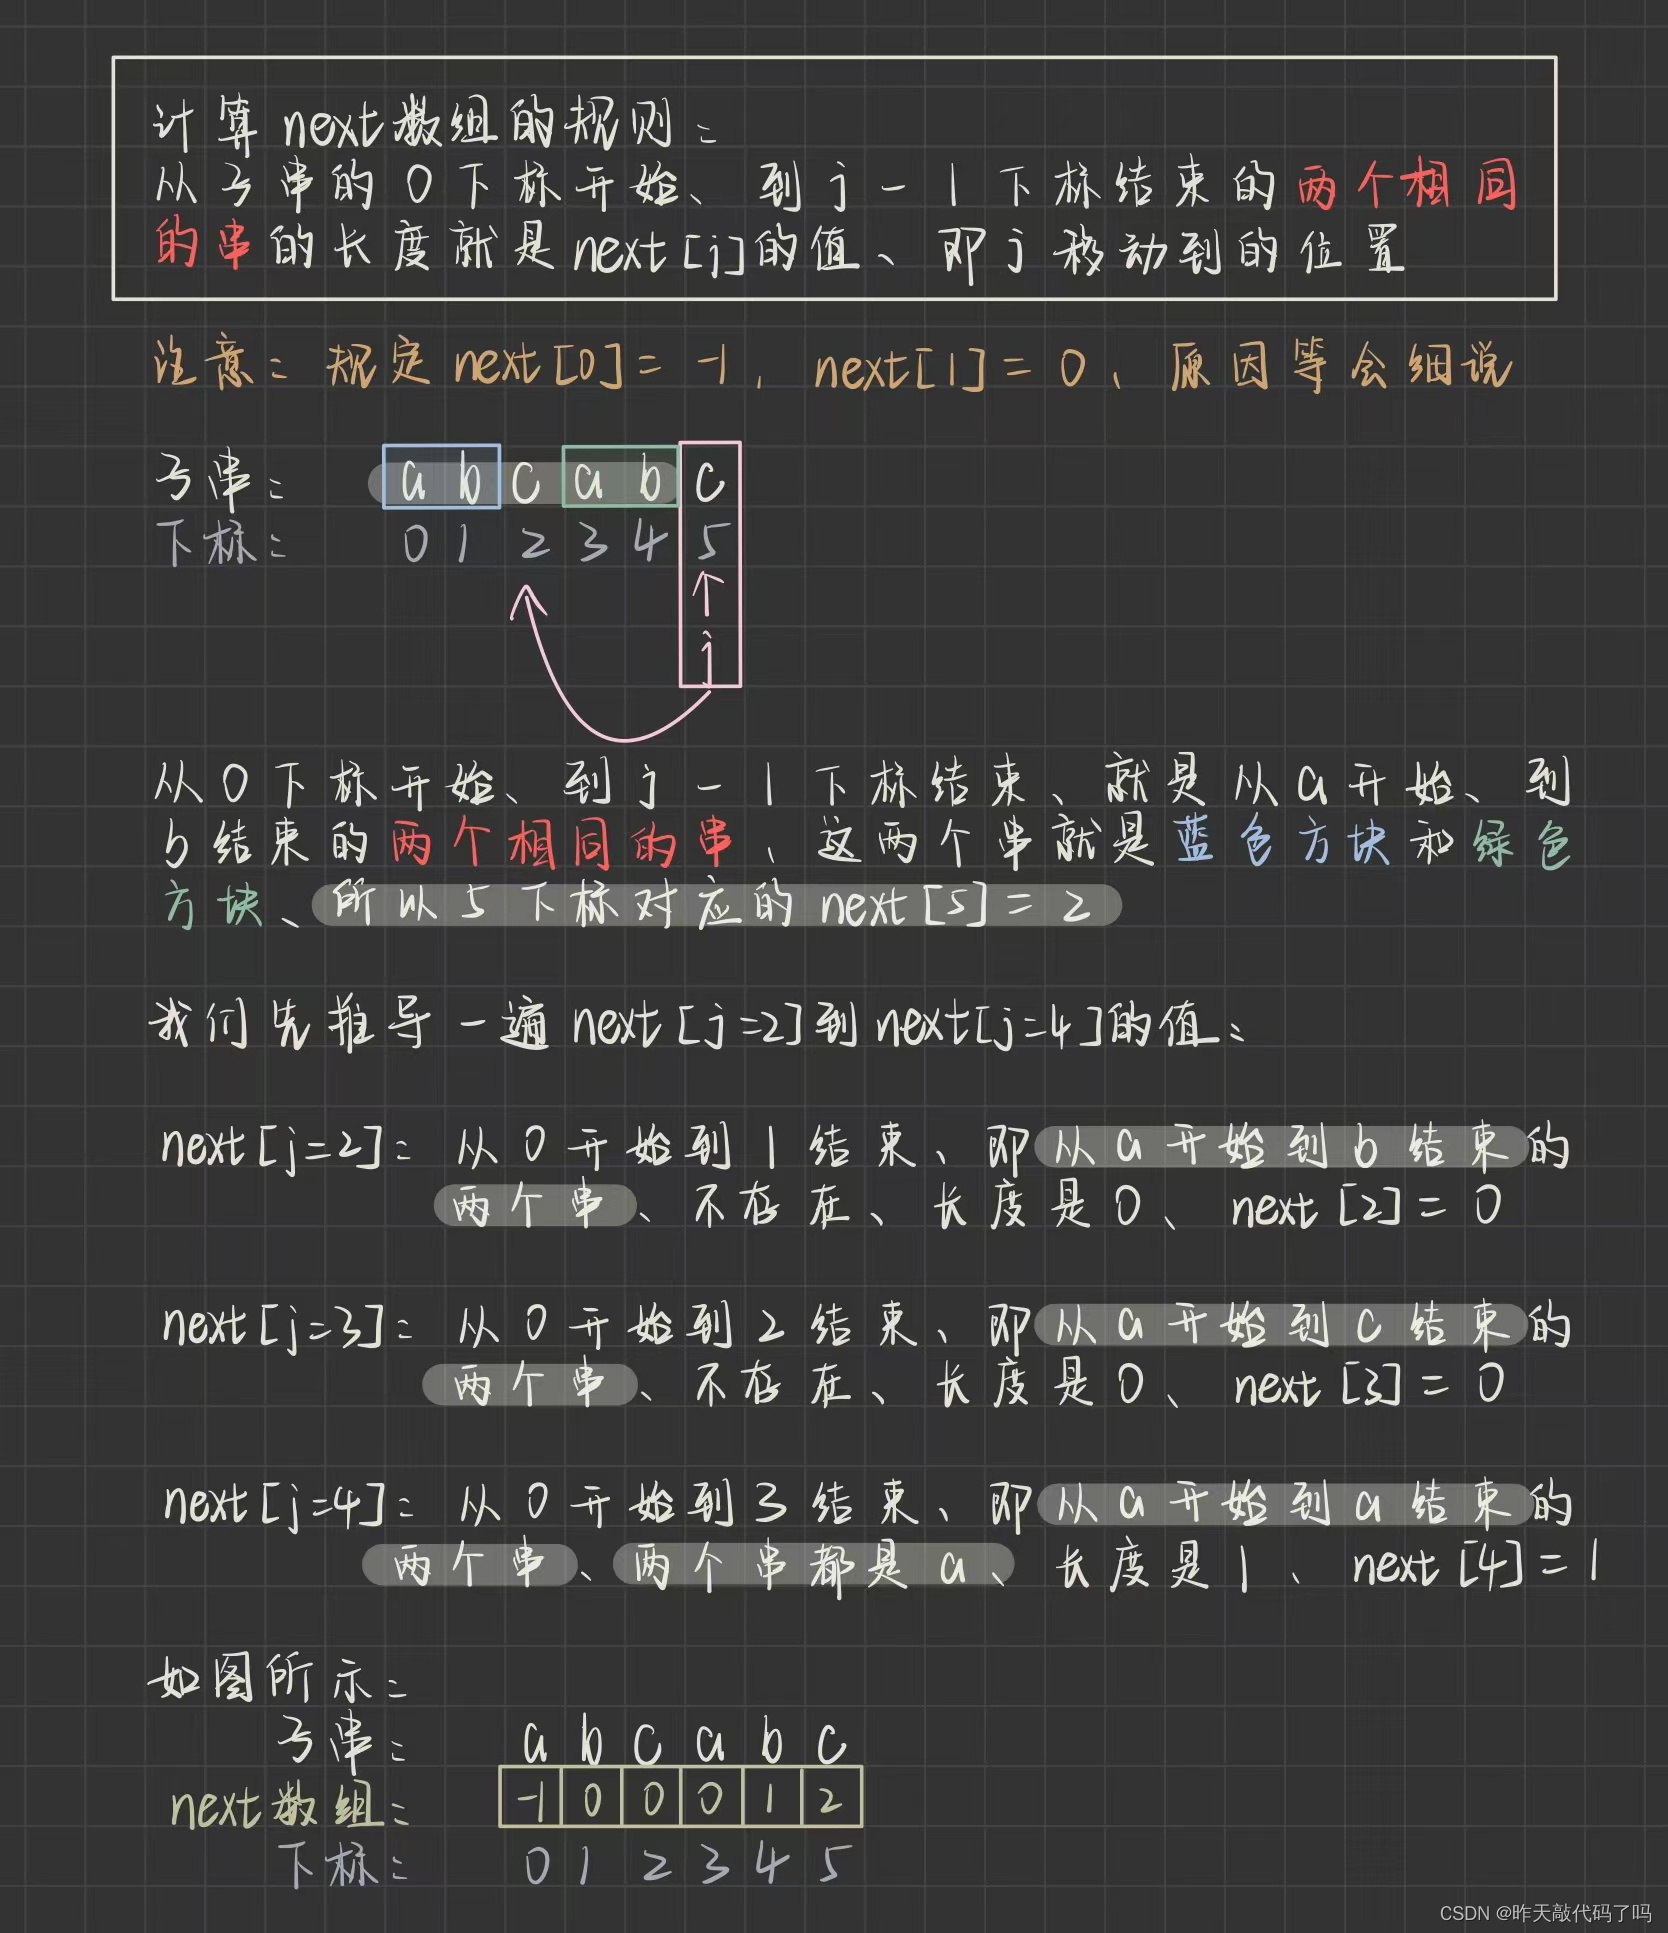 计算next数组的规则：
从子串的0下标开始、到j-1下标结束的两个相同
的串的长度就是next[j]的值、即j移动到的位置
注意：规定next[0]=-1，next[1]=0、原因等会细说
子串： a b c a b c
下标： 0 1 2 3 4 5
j
从0下标开始、到j-1下标结束、就是从a开始、到
b结束的两个相同的串、这两个串就是蓝色方块和绿色
方块、所以5下标对应的next[5]=2
我们先推导一遍next[j=2]到next[j=4]的值：
next[j=2]：从0开始到1结束、即从a开始到b结束的
两个串、不存在、长度是0、next[2]=0
next[j=3]：从0开始到2结束、即从a开始到c结束的
两个串、不存在、长度是0、next[3]=0
next[j=4]：从0开始到3结束、即从a开始到a结束的
两个串、两个串都是a、长度是1、next[4]=1
如图所示：
子串： a b c a b c
next数组： -1 0 0 0 1 2
下标： 0 1 2 3 4 5
CSDN @昨天敲代码了吗